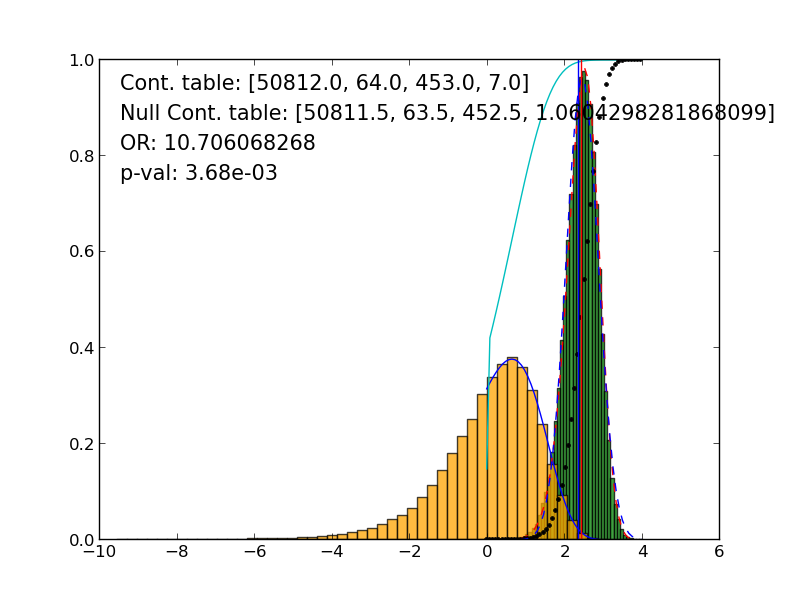 Cont. table: [50812.0, 64.0, 453.0, 7.0]
Null Cont. table: [50811.5, 63.5, 452.5, 1.0604298281868099]
OR: 10.706068268
p-val: 3.68e-03
1.0
0.8
0.6
0.4
0.2
0.0
−10 −8 −6 −4 −2 0 2 4 6